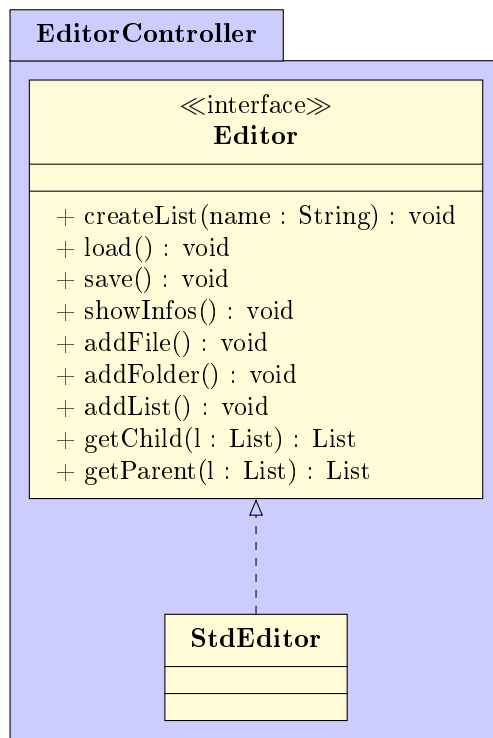 EditorController
≪interface≫
Editor
+ createList(name : String) : void
+ load() : void
+ save() : void
+ showInfos() : void
+ addFile() : void
+ addFolder() : void
+ addList() : void
+ getChild(l : List) : List
+ getParent(l : List) : List
StdEditor